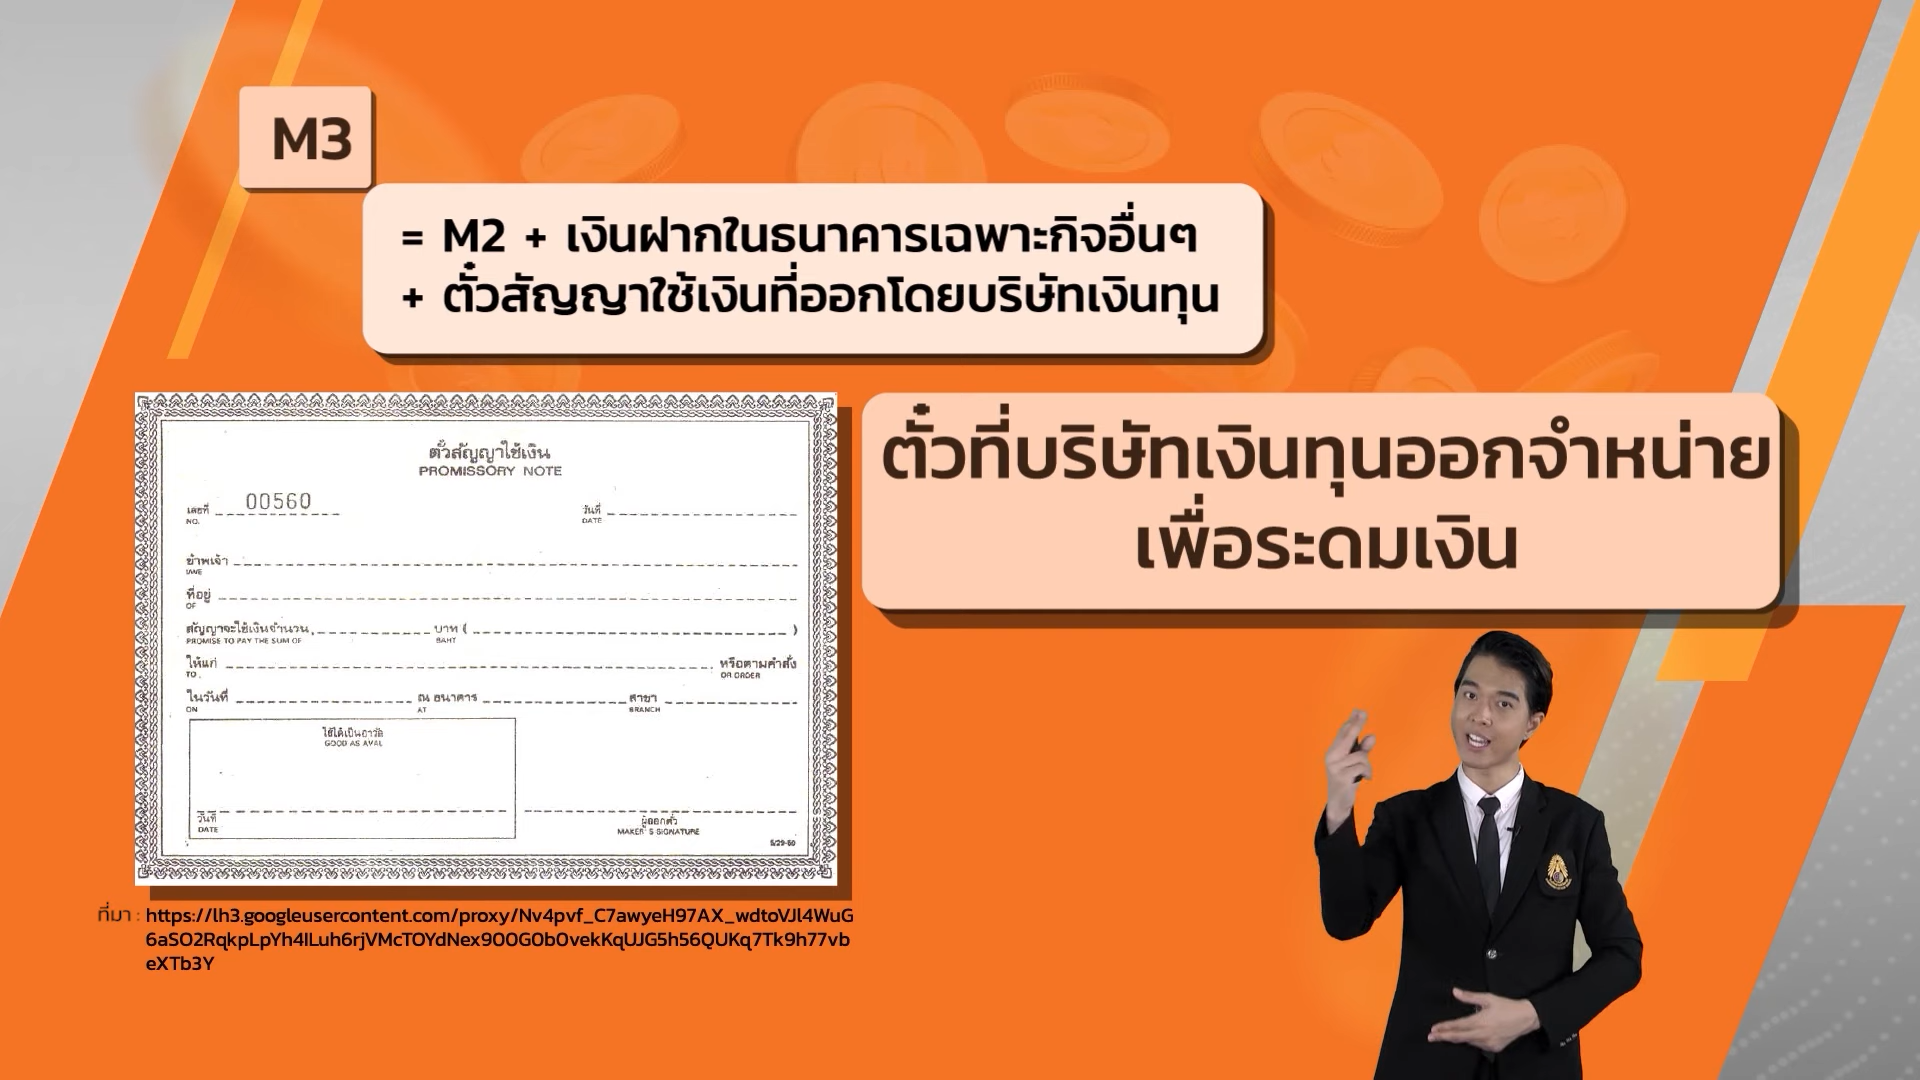 M3
= M2 + เงินฝากในธนาคารเฉพาะกิจอื่นๆ
+ ตั๋วสัญญาใช้เงินที่ออกโดยบริษัทเงินทุน
ตั๋วที่บริษัทเงินทุนออกจำหน่าย
เพื่อระดมเงิน
ตั๋วสัญญาใช้เงิน
PROMISSORY NOTE
เลขที่ 00560 วันที่
NO. DATE
ข้าพเจ้า
I/WE
ที่อยู่
OF
สัญญาจะใช้เงินจำนวน บาท ( )
PROMISE TO PAY THE SUM OF BAHT
ให้แก่ หรือตามคำสั่ง
TO OR ORDER
ในวันที่ ณ ธนาคาร สาขา
ON AT BRANCH
ใช้ได้เป็นอาวัล
GOOD AS AVAL
วันที่ ผู้ออกตั๋ว
DATE MAKER'S SIGNATURE
5/29-50
ที่มา : https://lh3.googleusercontent.com/proxy/Nv4pvf_C7awyeH97AX_wdtoVJl4WuG
6aSO2RqkpLpYh4ILuh6rjVMcTOYdNex900G0bOvekKqUJG5h56QUKq7Tk9h77vb
eXTb3Y